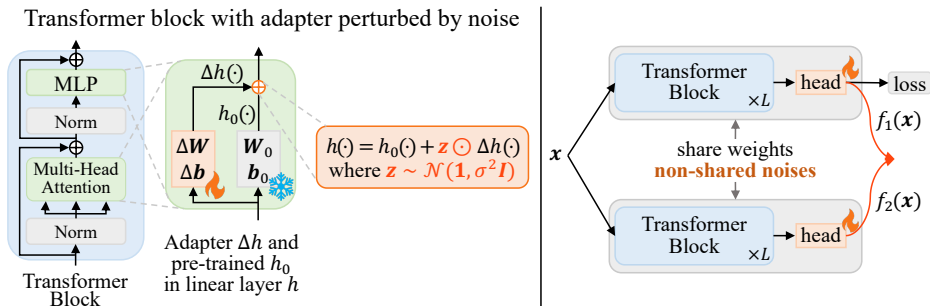 Transformer block with adapter perturbed by noise
MLP
Norm
Multi-Head
Attention
Norm
Transformer
Block
Δh(·)
h₀(·)
ΔW
Δb
W₀
b₀
Adapter Δh and
pre-trained h₀
in linear layer h
h(·) = h₀(·) + z ⊙ Δh(·)
where z ~ 𝒩(1, σ²I)
x
Transformer
Block
×L
head
loss
f₁(x)
share weights
non-shared noises
f₂(x)
Transformer
Block
×L
head